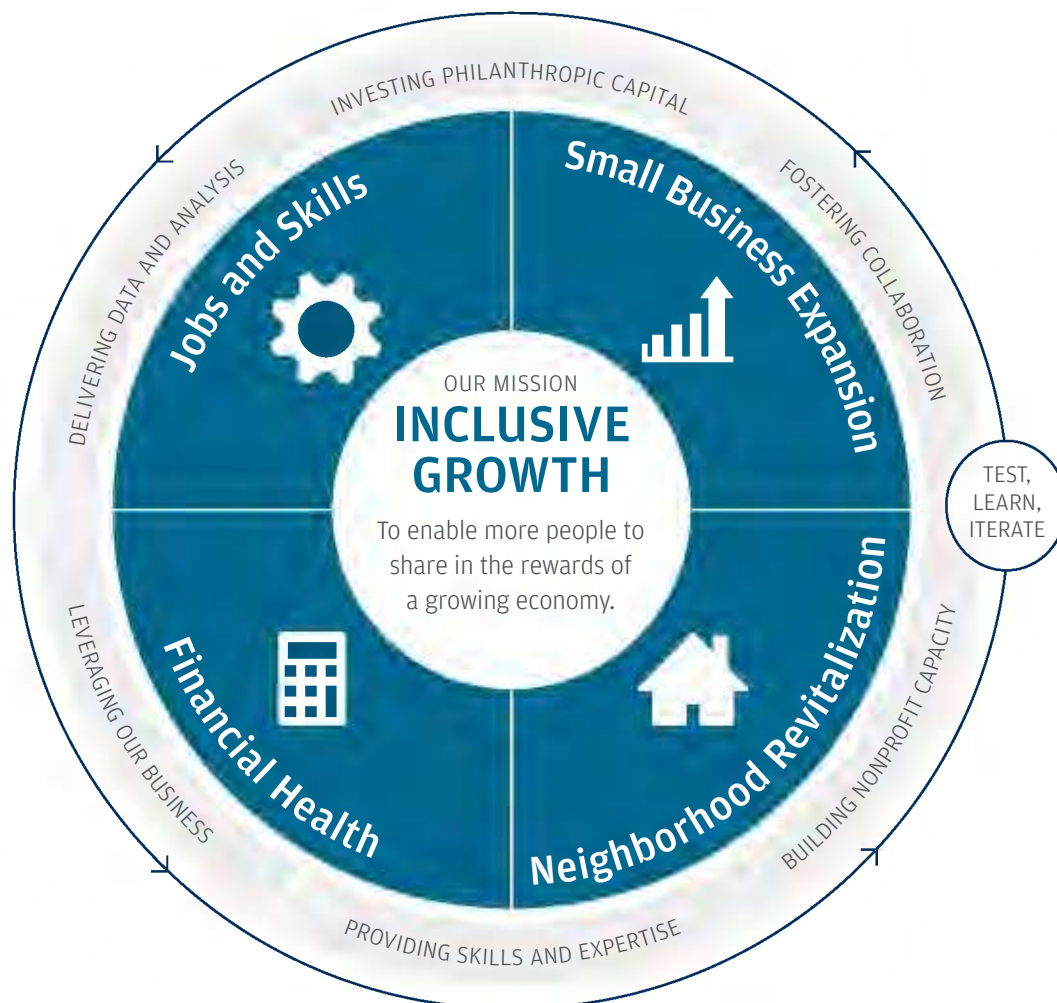 INVESTING PHILANTHROPIC CAPITAL
FOSTERING COLLABORATION
DELIVERING DATA AND ANALYSIS
Jobs and Skills
Small Business Expansion
OUR MISSION
INCLUSIVE
GROWTH
To enable more people to
share in the rewards of
a growing economy.
TEST,
LEARN,
ITERATE
Financial Health
Neighborhood Revitalization
LEVERAGING OUR BUSINESS
BUILDING NONPROFIT CAPACITY
PROVIDING SKILLS AND EXPERTISE